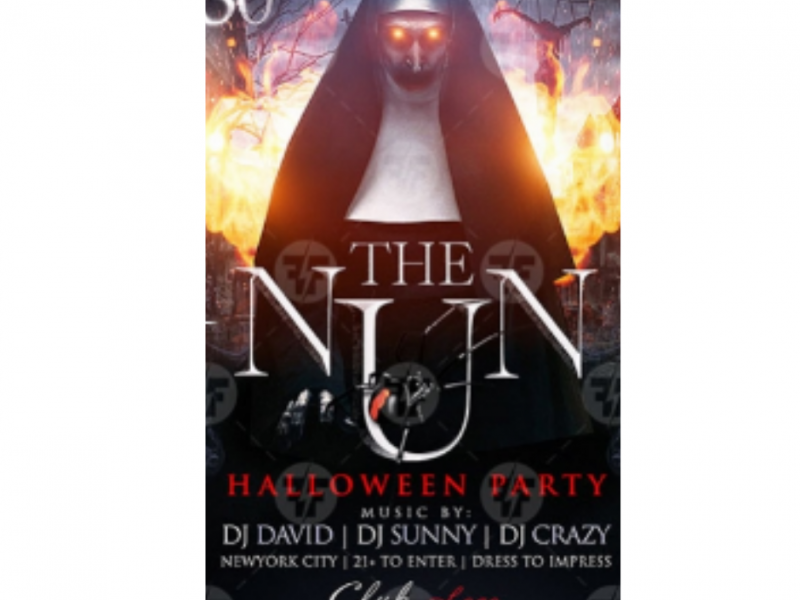 THE
NUN
HALLOWEEN PARTY
MUSIC BY:
DJ DAVID | DJ SUNNY | DJ CRAZY
NEWYORK CITY | 21+ TO ENTER | DRESS TO IMPRESS